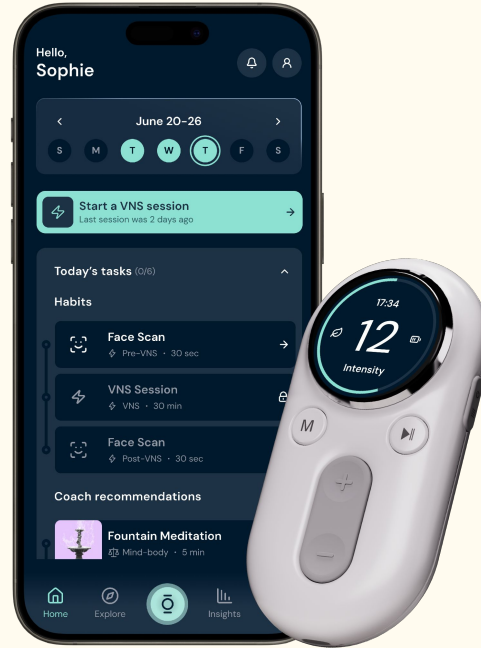 Hello,
Sophie
June 20-26
S M T W T F S
Start a VNS session
Last session was 2 days ago
Today's tasks (0/6)
Habits
Face Scan
Pre-VNS • 30 sec
VNS Session
VNS • 30 min
Face Scan
Post-VNS • 30 sec
Coach recommendations
Fountain Meditation
Mind-body • 5 min
Home Explore Insights
17:34
12
Intensity
M